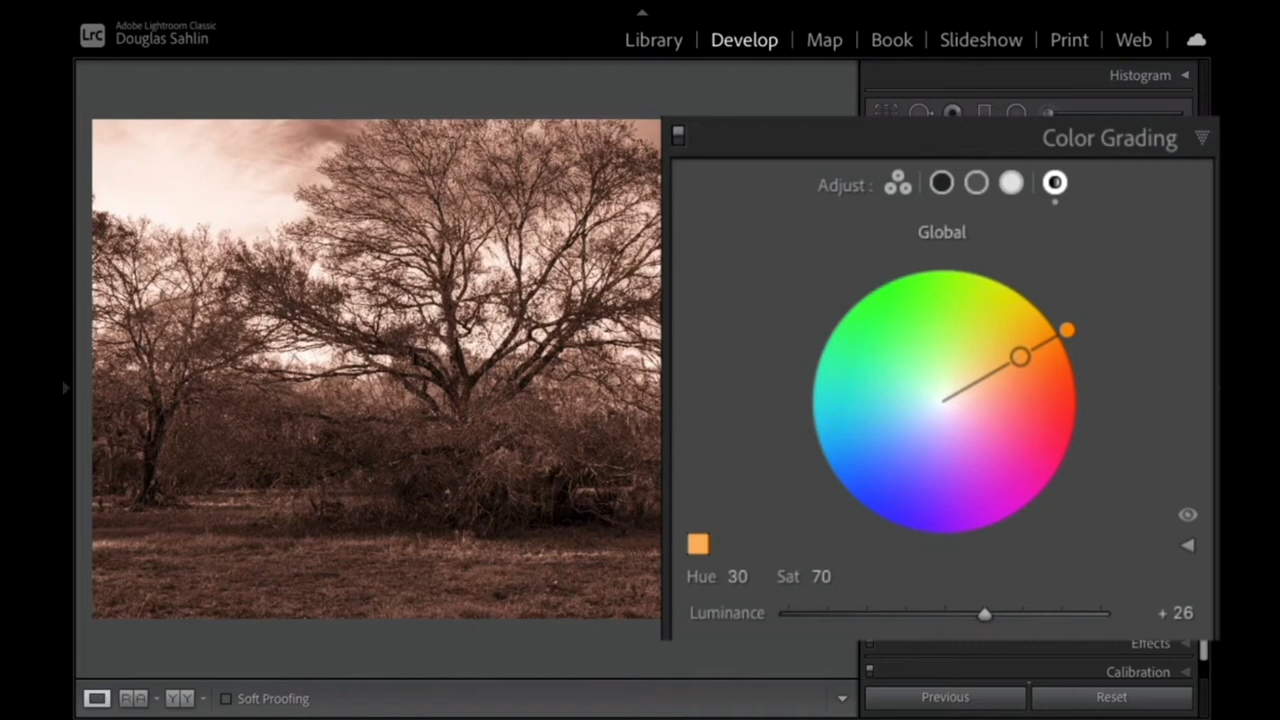 LrC
Adobe Lightroom Classic
Douglas Sahlin
Library | Develop | Map | Book | Slideshow | Print | Web |
Histogram
Color Grading
Adjust :
Global
Hue 30 Sat 70
Luminance + 26
Effects
Calibration
Soft Proofing
Previous
Reset
R A
Y Y